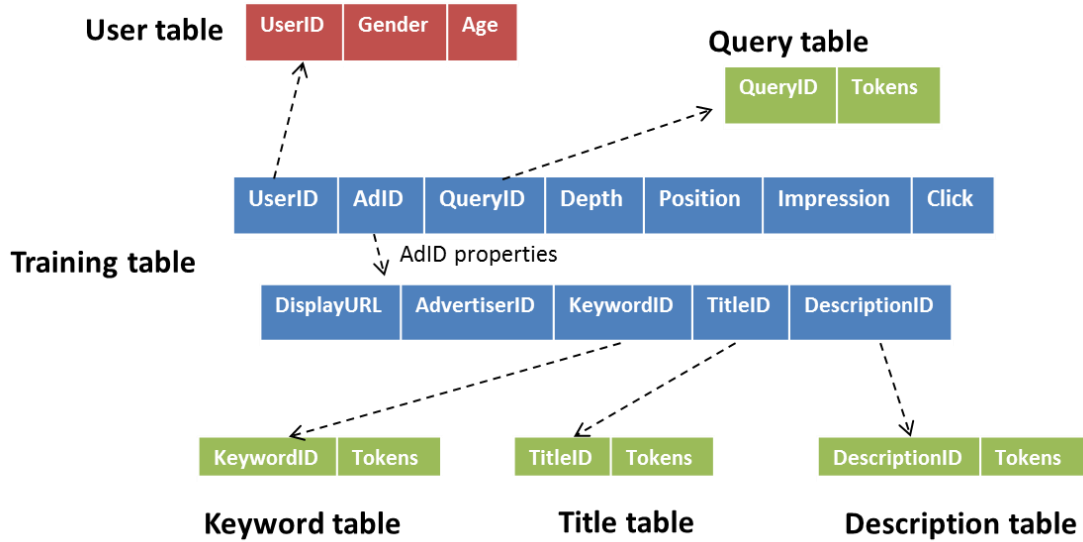 User table
UserID Gender Age
Query table
QueryID Tokens
UserID AdID QueryID Depth Position Impression Click
Training table
AdID properties
DisplayURL AdvertiserID KeywordID TitleID DescriptionID
KeywordID Tokens
TitleID Tokens
DescriptionID Tokens
Keyword table
Title table
Description table